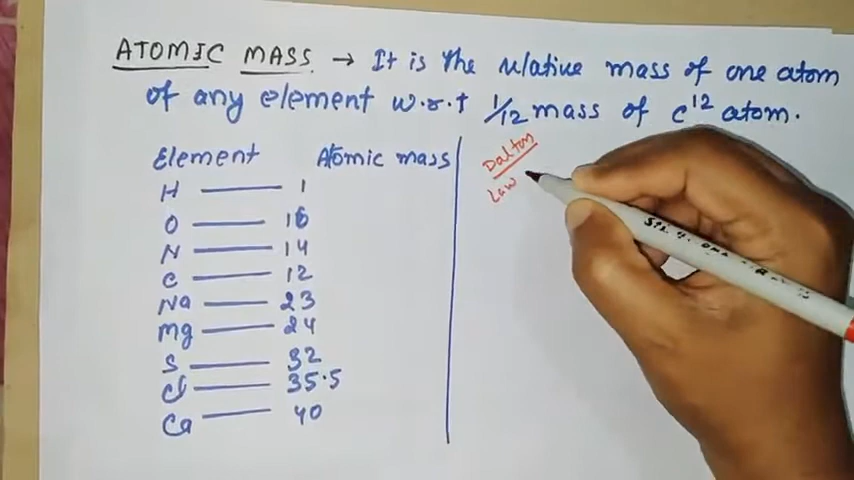 ATOMIC MASS → It is the relative mass of one atom
of any element w.r.t 1/12 mass of C¹² atom.
Element Atomic mass
H — 1
O — 16
N — 14
C — 12
Na — 23
Mg — 24
S — 32
Cl — 35.5
Ca — 40
Dalton
Law